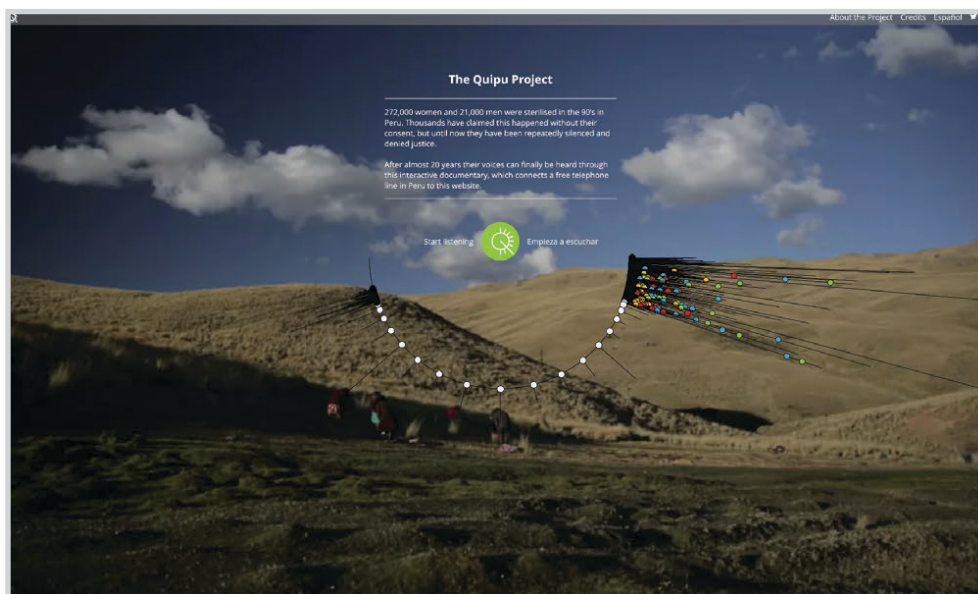 About the Project Credits Español
The Quipu Project
272,000 women and 21,000 men were sterilised in the 90's in
Peru. Thousands have claimed this happened without their
consent, but until now they have been repeatedly silenced and
denied justice.
After almost 20 years their voices can finally be heard through
this interactive documentary, which connects a free telephone
line in Peru to this website.
Start listening Empieza a escuchar